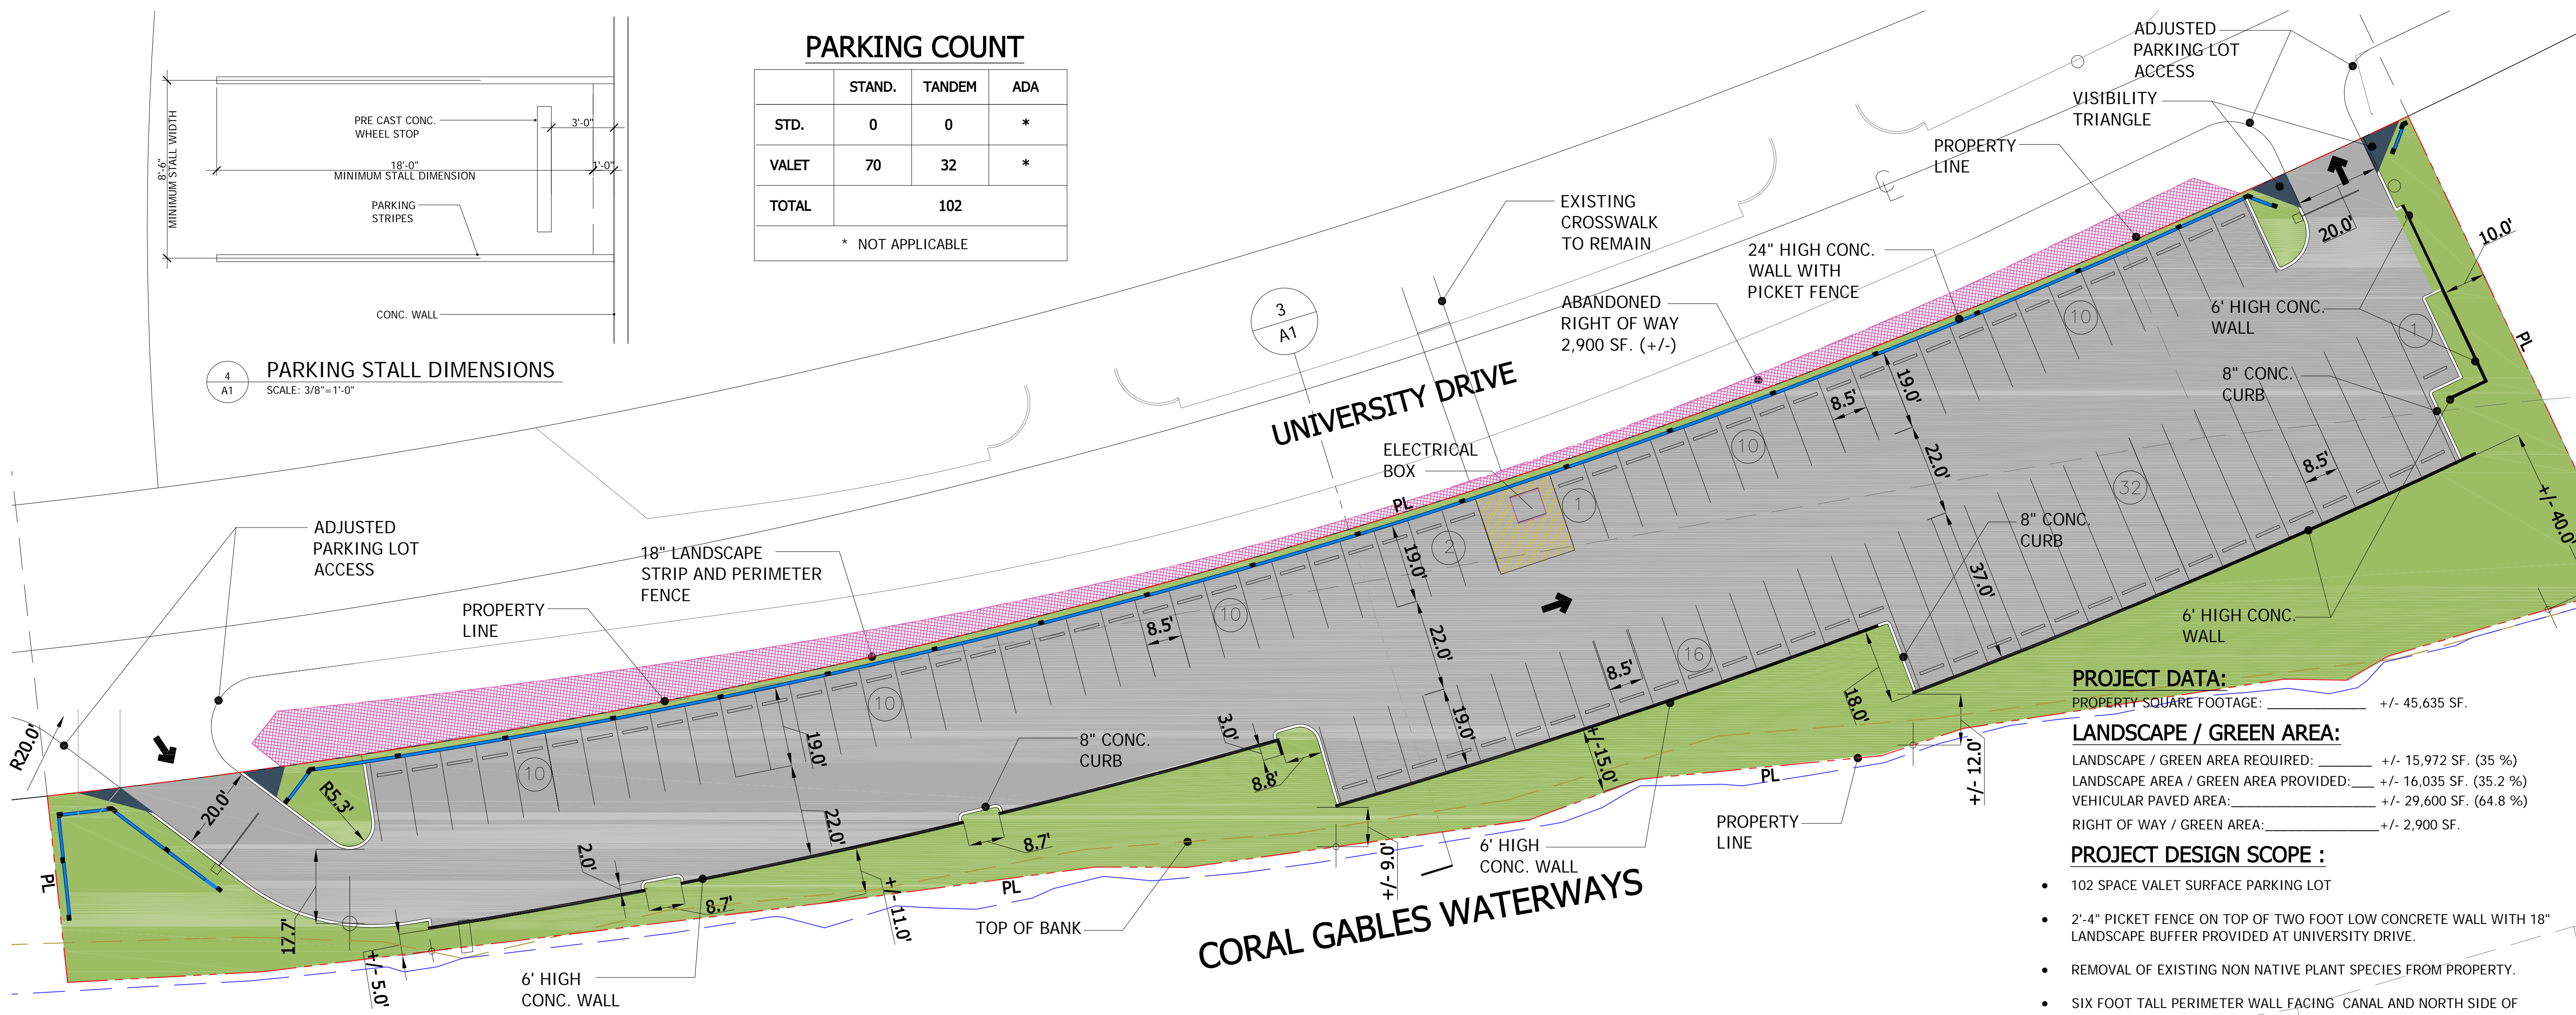 PARKING COUNT
STAND. TANDEM ADA
STD. 0 0 *
VALET 70 32 *
TOTAL 102
* NOT APPLICABLE
8'-6"
MINIMUM STALL WIDTH
PRE CAST CONC.
WHEEL STOP
3'-0"
18'-0"
MINIMUM STALL DIMENSION
1'-0"
PARKING
STRIPES
CONC. WALL
4
A1
PARKING STALL DIMENSIONS
SCALE: 3/8"=1'-0"
ADJUSTED
PARKING LOT
ACCESS
VISIBILITY
TRIANGLE
PROPERTY
LINE
EXISTING
CROSSWALK
TO REMAIN
24" HIGH CONC.
WALL WITH
PICKET FENCE
ABANDONED
RIGHT OF WAY
2,900 SF. (+/-)
3
A1
UNIVERSITY DRIVE
ELECTRICAL
BOX
PL
20.0'
10.0'
6' HIGH CONC.
WALL
1
PL
8" CONC.
CURB
10
19.0'
8.5'
10
22.0'
8.5'
32
+/- 40.0'
1
2
19.0'
8" CONC.
CURB
37.0'
6' HIGH CONC.
WALL
ADJUSTED
PARKING LOT
ACCESS
18" LANDSCAPE
STRIP AND PERIMETER
FENCE
PROPERTY
LINE
10
8.5'
22.0'
16
8.5'
18.0'
10
19.0'
3.0'
8.8'
19.0'
+/-15.0'
+/- 12.0'
R20.0'
20.0'
R5.3'
10
22.0'
8" CONC.
CURB
8.7'
2.0'
8.7'
+/- 11.0'
17.7"
+/- 5.0'
PL
PL
PL
+/- 9.0'
6' HIGH
CONC. WALL
PROPERTY
LINE
TOP OF BANK
6' HIGH
CONC. WALL
CORAL GABLES WATERWAYS
PROJECT DATA:
PROPERTY SQUARE FOOTAGE: +/- 45,635 SF.
LANDSCAPE / GREEN AREA:
LANDSCAPE / GREEN AREA REQUIRED: +/- 15,972 SF. (35 %)
LANDSCAPE AREA / GREEN AREA PROVIDED: +/- 16,035 SF. (35.2 %)
VEHICULAR PAVED AREA: +/- 29,600 SF. (64.8 %)
RIGHT OF WAY / GREEN AREA: +/- 2,900 SF.
PROJECT DESIGN SCOPE :
• 102 SPACE VALET SURFACE PARKING LOT
• 2'-4" PICKET FENCE ON TOP OF TWO FOOT LOW CONCRETE WALL WITH 18"
LANDSCAPE BUFFER PROVIDED AT UNIVERSITY DRIVE.
• REMOVAL OF EXISTING NON NATIVE PLANT SPECIES FROM PROPERTY.
• SIX FOOT TALL PERIMETER WALL FACING CANAL AND NORTH SIDE OF